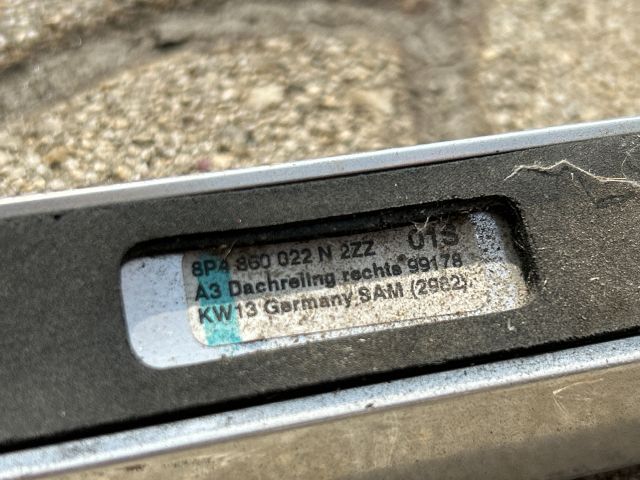 8P4 860 022 N 2ZZ 01S
A3 Dachreling rechts 99178
KW13 Germany SAM (2982)